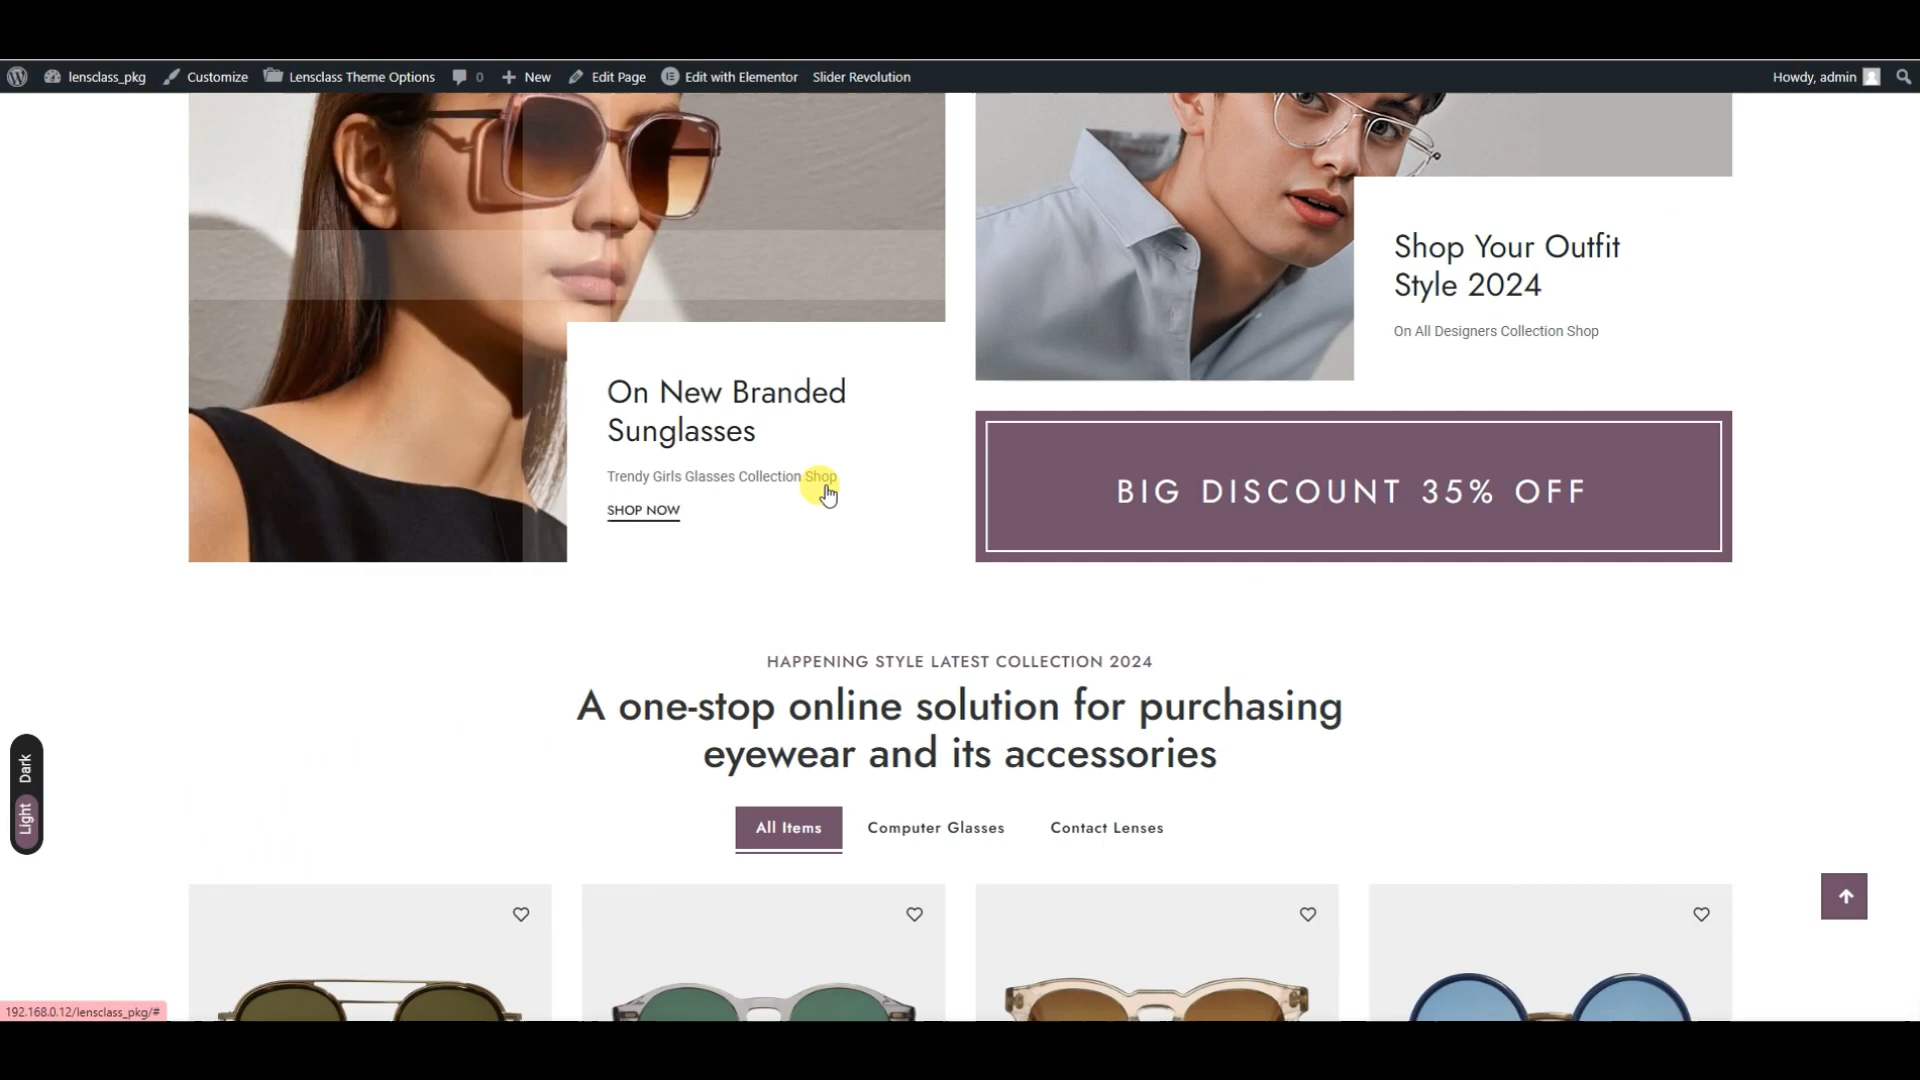 lensclass_pkg Customize Lensclass Theme Options 0 New Edit Page Edit with Elementor Slider Revolution Howdy, admin
Shop Your Outfit
Style 2024
On All Designers Collection Shop
On New Branded
Sunglasses
Trendy Girls Glasses Collection Shop
SHOP NOW
BIG DISCOUNT 35% OFF
HAPPENING STYLE LATEST COLLECTION 2024
A one-stop online solution for purchasing
eyewear and its accessories
Dark
Light
All Items Computer Glasses Contact Lenses
192.168.0.12/lensclass_pkg/#